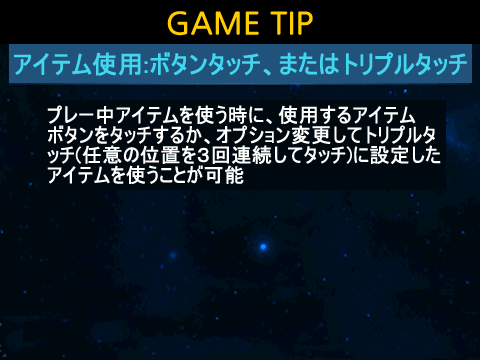 GAME TIP
アイテム使用:ボタンタッチ、またはトリプルタッチ
プレー中アイテムを使う時に、使用するアイテム
ボタンをタッチするか、オプション変更してトリプルタ
ッチ(任意の位置を３回連続してタッチ)に設定した
アイテムを使うことが可能